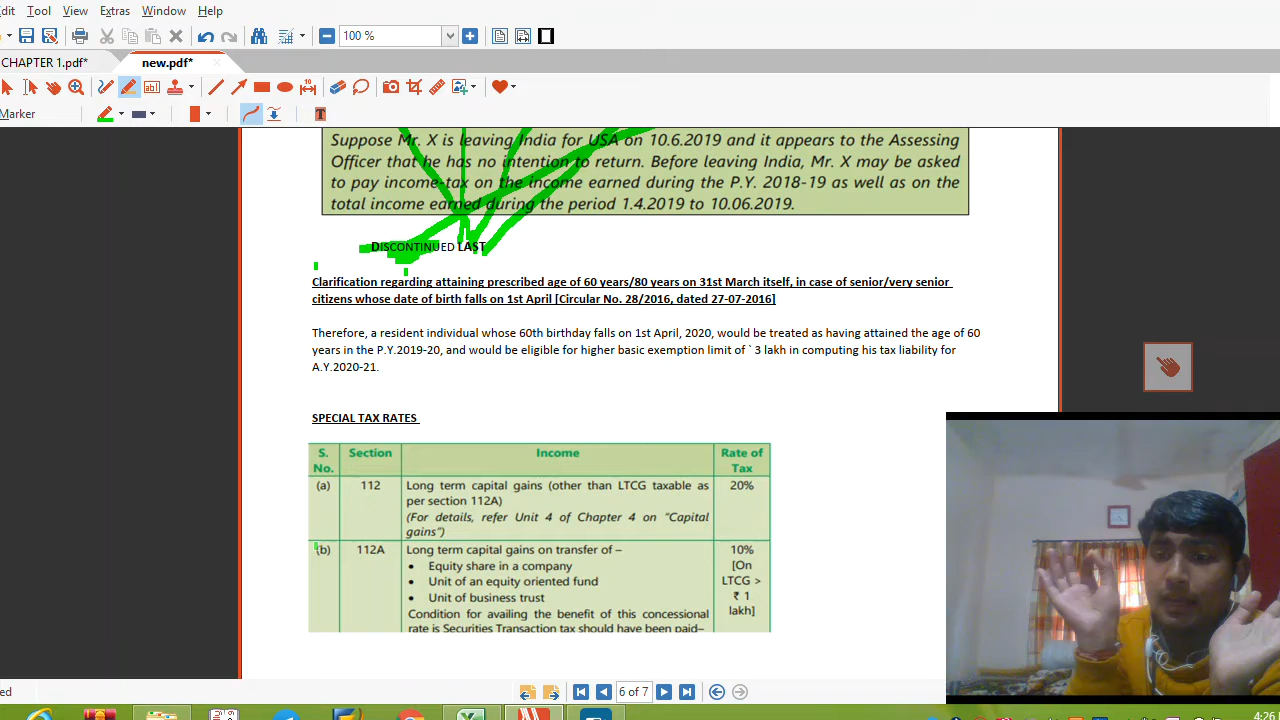 dit Tool View Extras Window Help
100 %
CHAPTER 1.pdf* new.pdf*
Marker
Suppose Mr. X is leaving India for USA on 10.6.2019 and it appears to the Assessing
Officer that he has no intention to return. Before leaving India, Mr. X may be asked
to pay income-tax on the income earned during the P.Y. 2018-19 as well as on the
total income earned during the period 1.4.2019 to 10.06.2019.
DISCONTINUED LAST
Clarification regarding attaining prescribed age of 60 years/80 years on 31st March itself, in case of senior/very senior
citizens whose date of birth falls on 1st April [Circular No. 28/2016, dated 27-07-2016]
Therefore, a resident individual whose 60th birthday falls on 1st April, 2020, would be treated as having attained the age of 60
years in the P.Y.2019-20, and would be eligible for higher basic exemption limit of ` 3 lakh in computing his tax liability for
A.Y.2020-21.
SPECIAL TAX RATES
S. No. Section Income Rate of Tax
(a) 112 Long term capital gains (other than LTCG taxable as 20%
per section 112A)
(For details, refer Unit 4 of Chapter 4 on "Capital
gains")
(b) 112A Long term capital gains on transfer of – 10%
• Equity share in a company [On
• Unit of an equity oriented fund LTCG >
• Unit of business trust ₹ 1
Condition for availing the benefit of this concessional lakh]
rate is Securities Transaction tax should have been paid–
ed
6 of 7
4:26